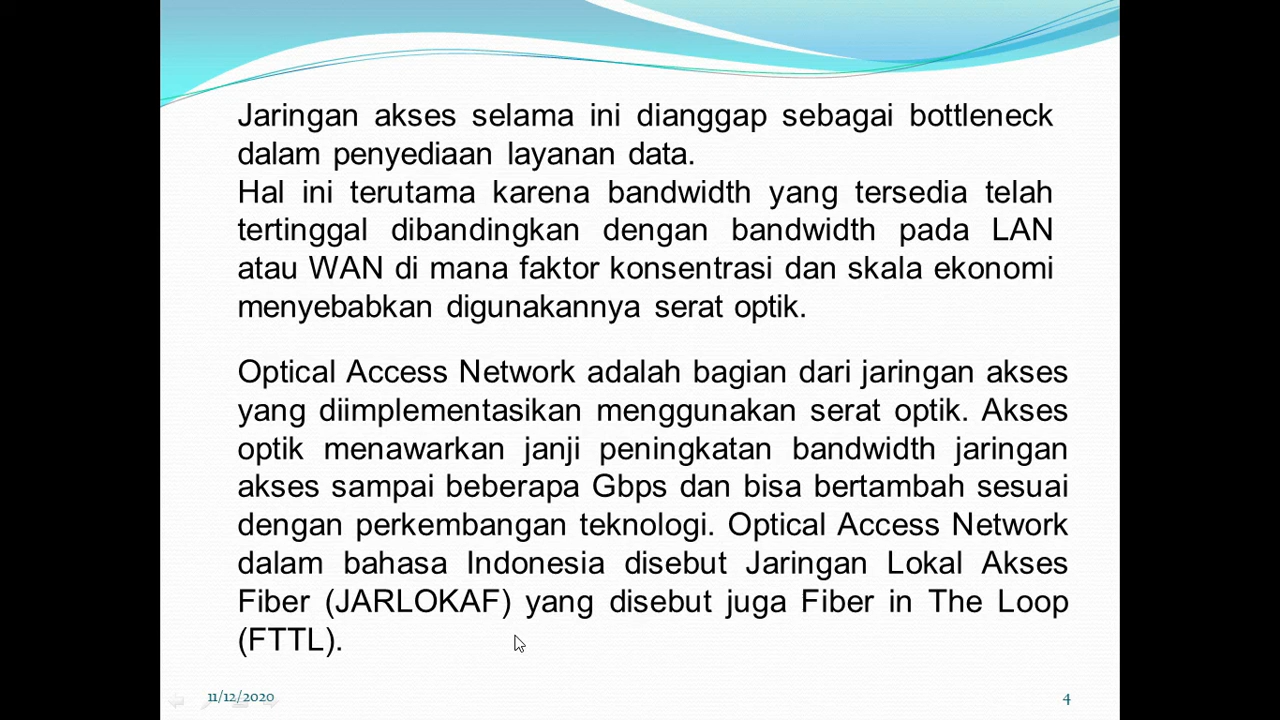 Jaringan akses selama ini dianggap sebagai bottleneck
dalam penyediaan layanan data.
Hal ini terutama karena bandwidth yang tersedia telah
tertinggal dibandingkan dengan bandwidth pada LAN
atau WAN di mana faktor konsentrasi dan skala ekonomi
menyebabkan digunakannya serat optik.
Optical Access Network adalah bagian dari jaringan akses
yang diimplementasikan menggunakan serat optik. Akses
optik menawarkan janji peningkatan bandwidth jaringan
akses sampai beberapa Gbps dan bisa bertambah sesuai
dengan perkembangan teknologi. Optical Access Network
dalam bahasa Indonesia disebut Jaringan Lokal Akses
Fiber (JARLOKAF) yang disebut juga Fiber in The Loop
(FTTL).
11/12/2020
4